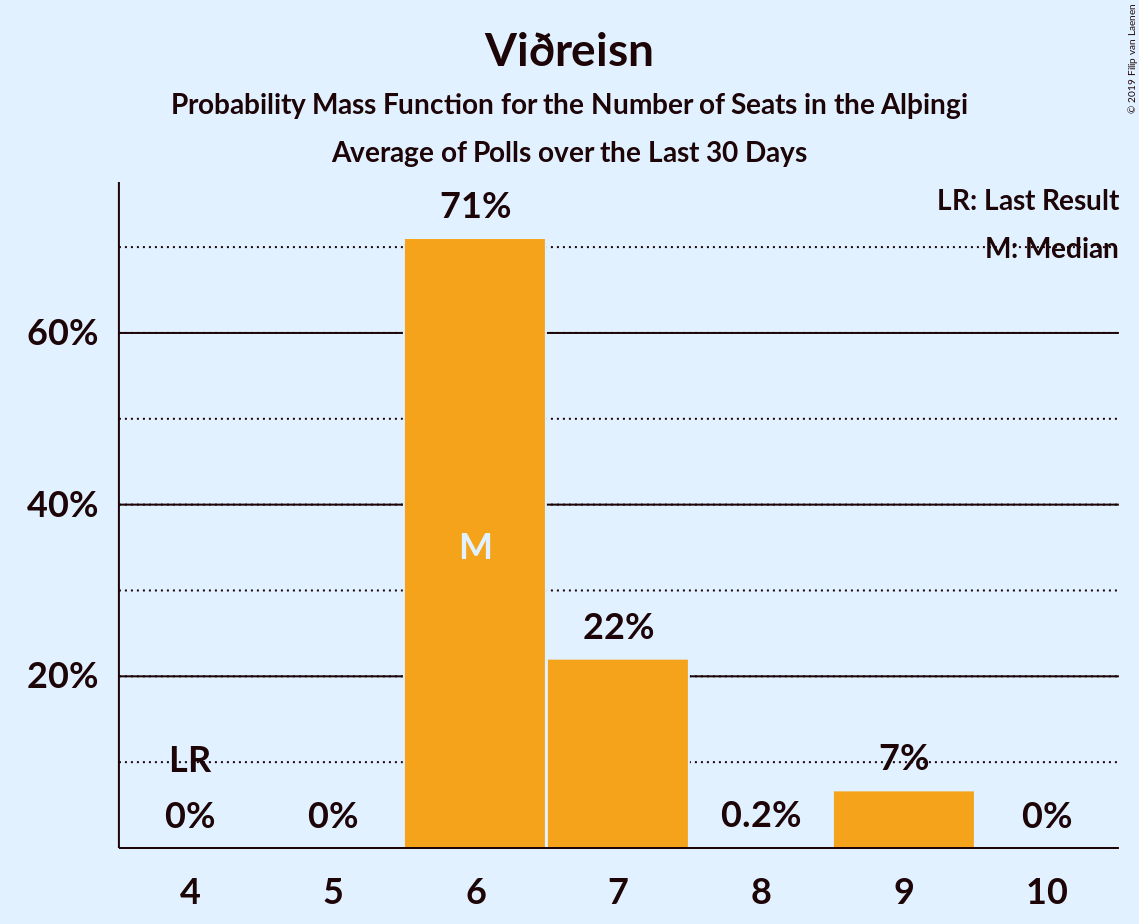 Viðreisn
Probability Mass Function for the Number of Seats in the Alþingi
Average of Polls over the Last 30 Days
© 2019 Filip van Laenen
LR: Last Result
M: Median
71%
60%
40%
M
22%
20%
LR
7%
0%
0%
0.2%
0%
4 5 6 7 8 9 10